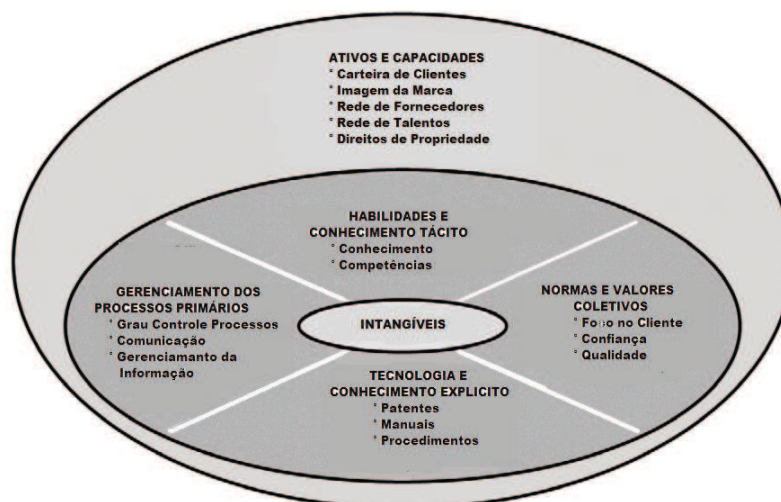 ATIVOS E CAPACIDADES
° Carteira de Clientes
° Imagem da Marca
° Rede de Fornecedores
° Rede de Talentos
° Direitos de Propriedade
HABILIDADES E
CONHECIMENTO TÁCITO
° Conhecimento
° Competências
GERENCIAMENTO DOS
PROCESSOS PRIMÁRIOS
° Grau Controle Processos
° Comunicação
° Gerenciamanto da
Informação
INTANGÍVEIS
NORMAS E VALORES
COLETIVOS
° Foco no Cliente
° Confiança
° Qualidade
TECNOLOGIA E
CONHECIMENTO EXPLICITO
° Patentes
° Manuais
° Procedimentos